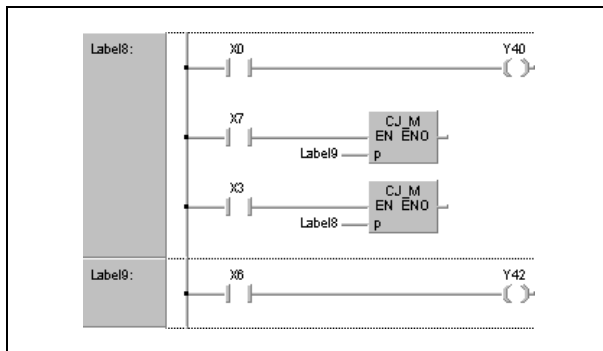 Label8: X0 Y40
X7 CJ_M
EN ENO
Label9 p
X3 CJ_M
EN ENO
Label8 p
Label9: X6 Y42